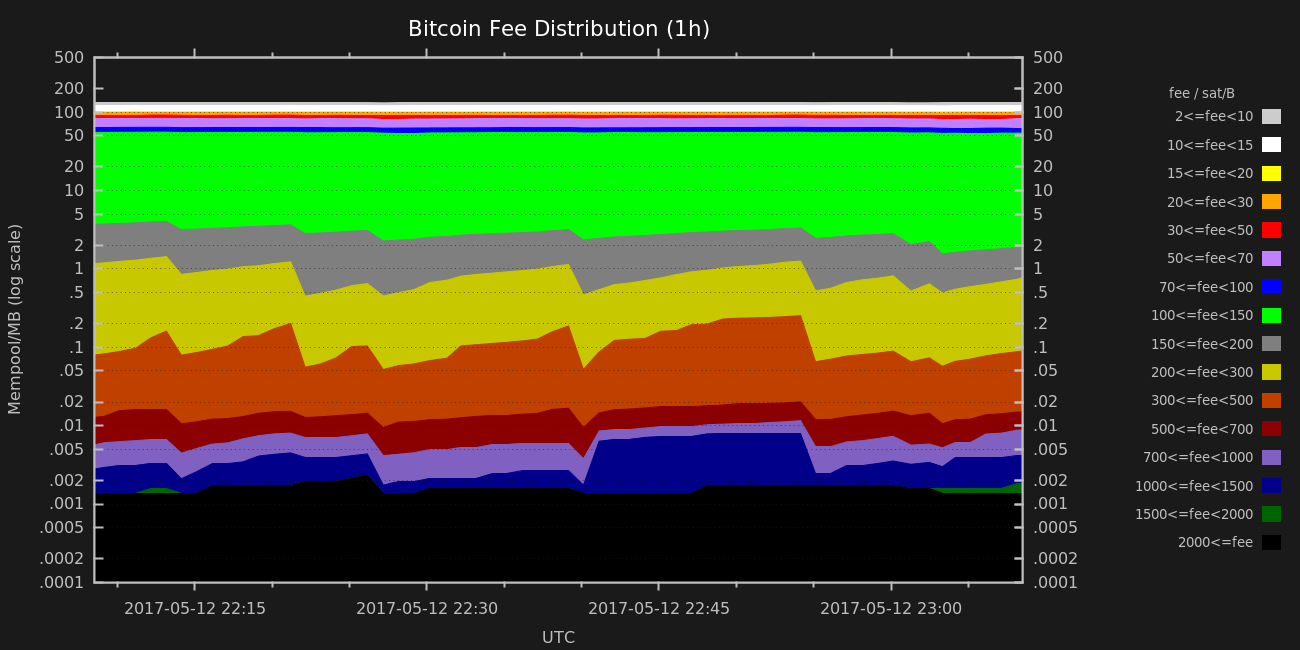 Bitcoin Fee Distribution (1h)
500
200
100
50
20
10
5
2
1
.5
.2
.1
.05
.02
.01
.005
.002
.001
.0005
.0002
.0001
Mempool/MB (log scale)
500
200
100
50
20
10
5
2
1
.5
.2
.1
.05
.02
.01
.005
.002
.001
.0005
.0002
.0001
2017-05-12 22:15
2017-05-12 22:30
2017-05-12 22:45
2017-05-12 23:00
UTC
fee / sat/B
2<=fee<10
10<=fee<15
15<=fee<20
20<=fee<30
30<=fee<50
50<=fee<70
70<=fee<100
100<=fee<150
150<=fee<200
200<=fee<300
300<=fee<500
500<=fee<700
700<=fee<1000
1000<=fee<1500
1500<=fee<2000
2000<=fee